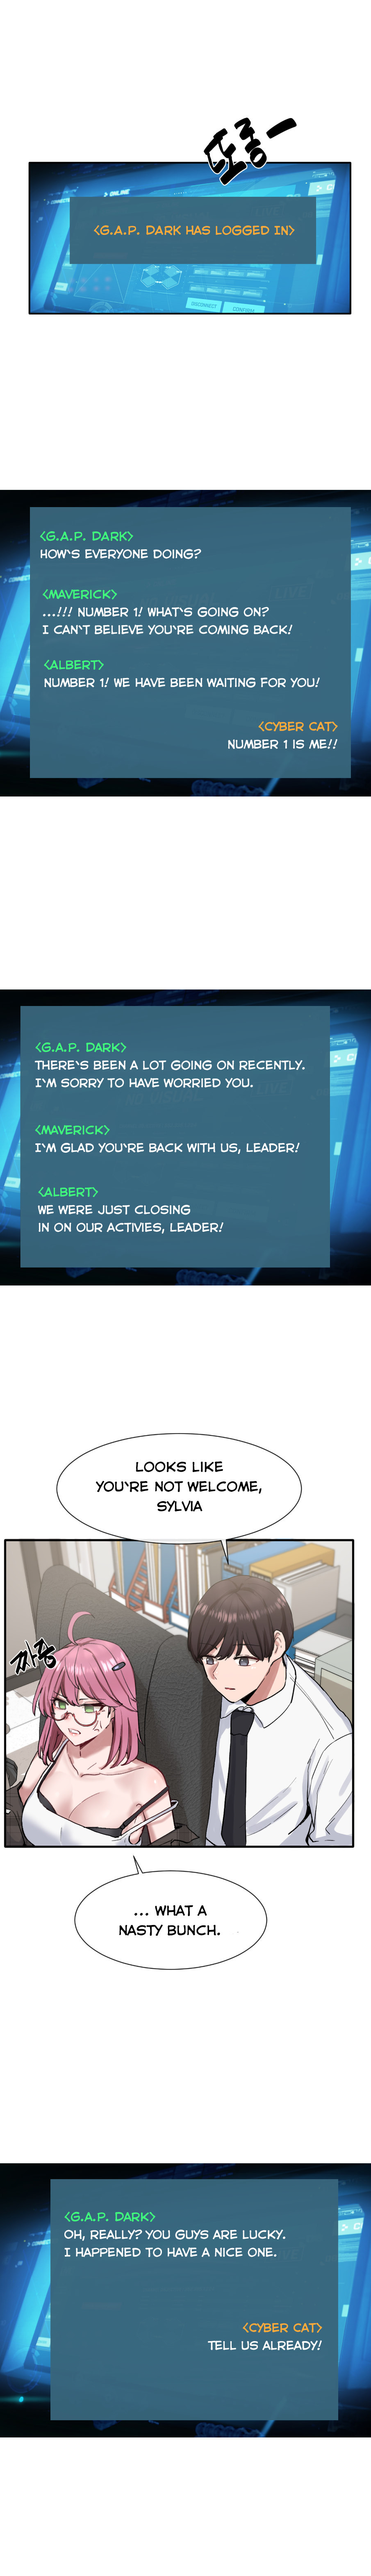 띠롱ㅡ
<G.A.P. DARK HAS LOGGED IN>
<G.A.P. DARK>
HOW'S EVERYONE DOING?
<MAVERICK>
...!!! NUMBER 1! WHAT'S GOING ON?
I CAN'T BELIEVE YOU'RE COMING BACK!
<ALBERT>
NUMBER 1! WE HAVE BEEN WAITING FOR YOU!
<CYBER CAT>
NUMBER 1 IS ME!!
<G.A.P. DARK>
THERE'S BEEN A LOT GOING ON RECENTLY.
I'M SORRY TO HAVE WORRIED YOU.
<MAVERICK>
I'M GLAD YOU'RE BACK WITH US, LEADER!
<ALBERT>
WE WERE JUST CLOSING
IN ON OUR ACTIVIES, LEADER!
LOOKS LIKE
YOU'RE NOT WELCOME,
SYLVIA
... WHAT A
NASTY BUNCH.
<G.A.P. DARK>
OH, REALLY? YOU GUYS ARE LUCKY.
I HAPPENED TO HAVE A NICE ONE.
<CYBER CAT>
TELL US ALREADY!